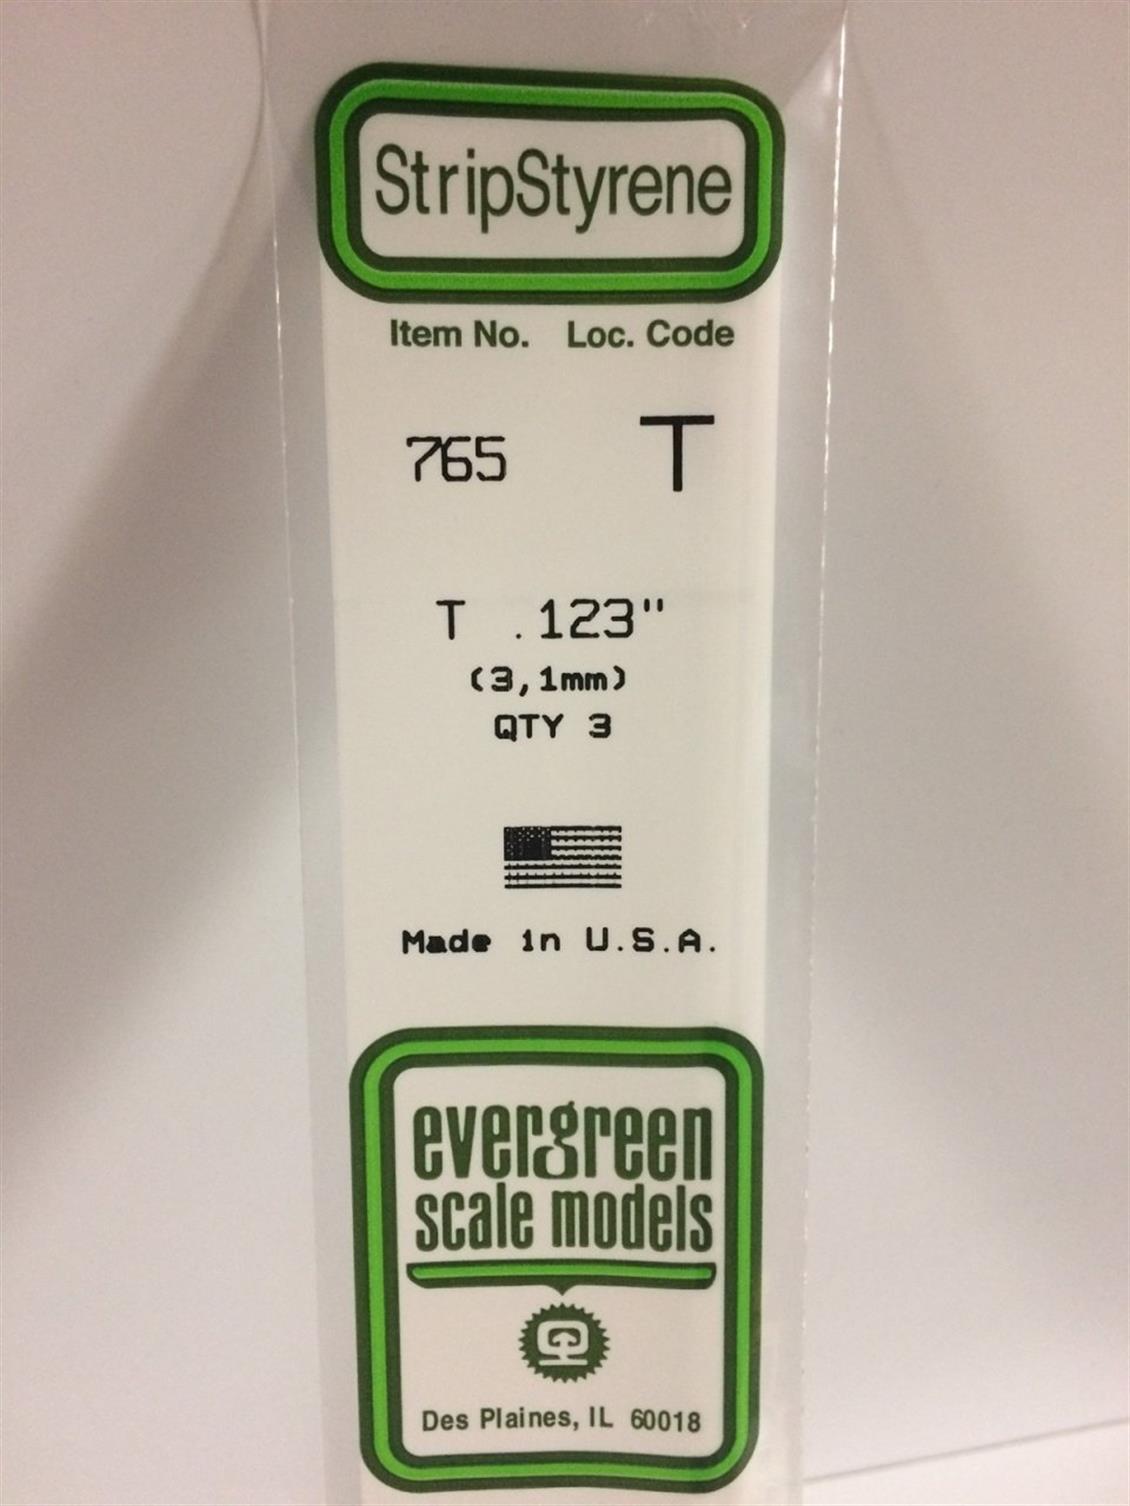 StripStyrene
Item No. Loc. Code
765 T
T .123"
(3,1mm)
QTY 3
Made in U.S.A.
evergreen
scale models
Des Plaines, IL 60018